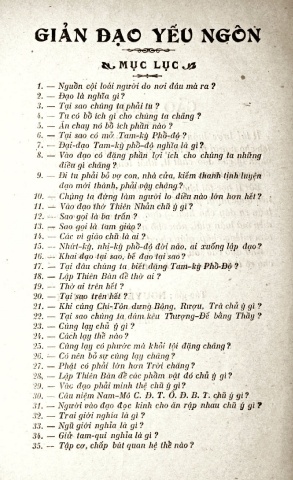 GIẢN ĐẠO YẾU NGÔN
MỤC LỤC
1. — Nguồn cội loài người do nơi đâu mà ra ?
2. — Đạo là nghĩa gì ?
3. — Tại sao chúng ta phải tu ?
4. — Tu có bổ ích gì cho chúng ta chăng ?
5. — Ăn chay nó bổ ích phần nào ?
6. — Tại sao có mở Tam-kỳ Phổ-độ ?
7. — Đại-đạo Tam-kỳ phổ-độ nghĩa là gì ?
8. — Vào đạo có đặng phần lợi ích cho chúng ta những
điều gì chăng ?
9. — Đi tu phải bỏ vợ con, nhà cửa, kiếm thanh tịnh luyện
đạo mới thành, phải vậy chăng ?
10. — Chúng ta đứng làm người lo điều nào lớn hơn hết ?
11. — Vào đạo thờ Thiên Nhản chữ ý gì ?
12. — Sao gọi là ba trấn ?
13. — Sao gọi là tam giáo ?
14. — Các vì giáo chủ là ai ?
15. — Nhứt-kỳ, nhị-kỳ phổ-độ đời nào, ai xuống lập đạo ?
16. — Khai đạo tại sao, bế đạo tại sao ?
17. — Tại đâu chúng ta biết đặng Tam-kỳ Phổ-Độ ?
18. — Lập Thiên Bàn để thờ ai ?
19. — Thờ ai trên hết ?
20. — Tại sao trên hết ?
21. — Khi cúng Chí-Tôn dưng Bông, Rượu, Trà chữ ý gì ?
22. — Tại sao chúng ta dám kêu Thượng-Đế bằng Thầy ?
23. — Cúng lạy chủ ý gì ?
24. — Cách lạy thế nào ?
25. — Cúng lạy có phước mà khỏi tội đặng chăng ?
26. — Có nên bỏ sự cúng lạy chăng ?
27. — Phật có phải lớn hơn Trời chăng ?
28. — Lập Thiên Bàn để các phẩm vật đó chủ ý gì ?
29. — Vào đạo phải minh thệ chữ ý gì ?
30. — Câu niệm Nam-Mô C. Đ. T. Ô. Đ. B. T. chữ ý gì ?
31. — Người vào đạo đọc kinh cho ăn rập nhau chữ ý gì ?
32. — Trai giới nghĩa là gì ?
33. — Ngũ giới nghĩa là gì ?
34. — Giữ tam-qui nghĩa là gì ?
35. — Tập cơ, chấp bút quan hệ thế nào ?